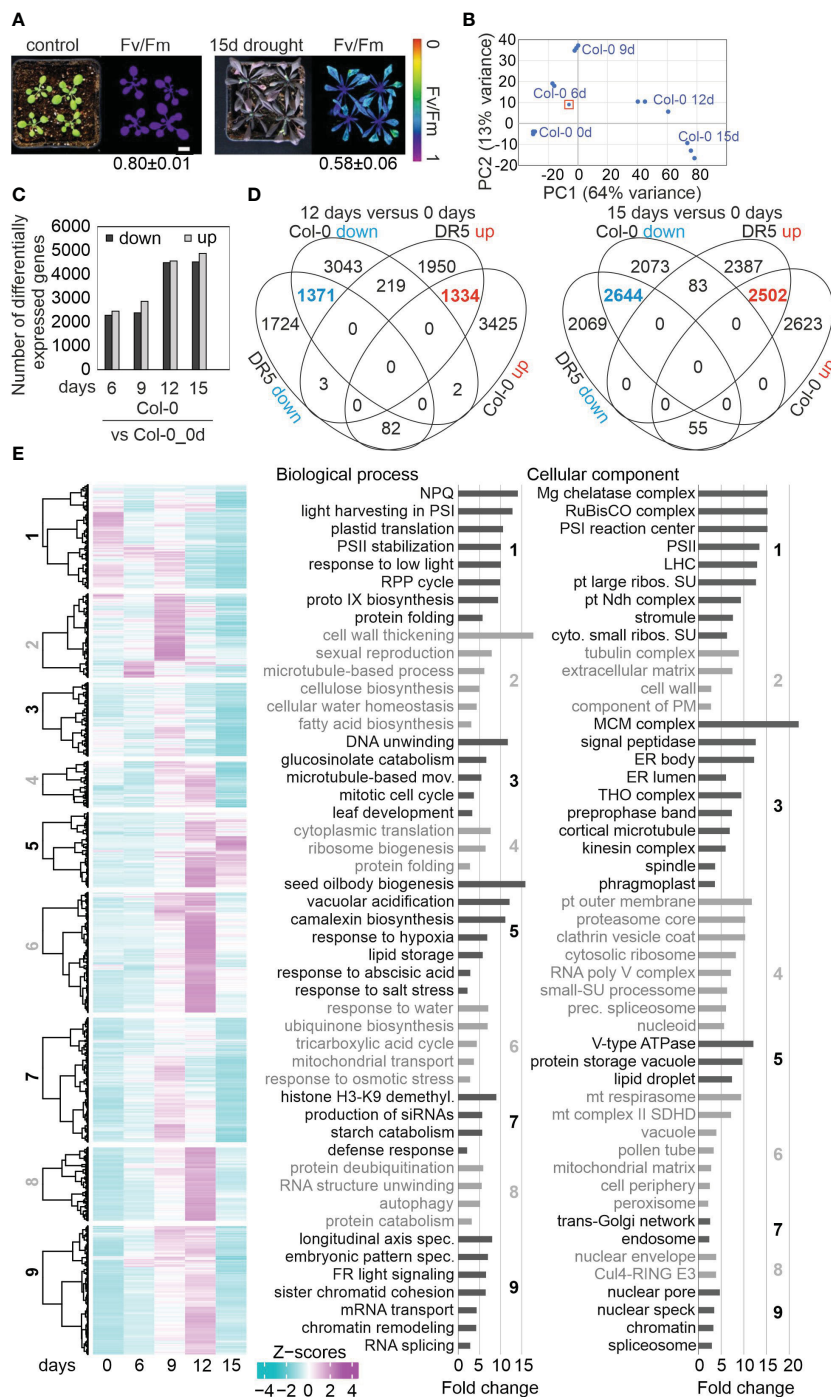 A
control
Fv/Fm
15d drought
Fv/Fm
0
Fv/Fm
1
0.80±0.01
0.58±0.06
B
PC2 (13% variance)
40
30
20
10
0
-10
-20
Col-0 9d
Col-0 6d
Col-0 12d
Col-0 0d
Col-0 15d
-20 0 20 40 60 80
PC1 (64% variance)
C
Number of differentially
expressed genes
6000
5000
4000
3000
2000
1000
0
down up
days 6 9 12 15
Col-0
vs Col-0_0d
D
12 days versus 0 days
Col-0 down
DR5 up
3043 1950
219
1371 1334
1724 0 0 3425
0
3 0 0 2
82
DR5 down
Col-0 up
15 days versus 0 days
Col-0 down
DR5 up
2073 2387
83
2644 2502
2069 0 0 2623
0
0 0 0 0
55
DR5 down
Col-0 up
E
1
2
3
4
5
6
7
8
9
days 0 6 9 12 15
Z-scores
-4 -2 0 2 4
Biological process
NPQ
light harvesting in PSI
plastid translation
PSII stabilization
response to low light
RPP cycle
proto IX biosynthesis
protein folding
1
cell wall thickening
sexual reproduction
microtubule-based process
cellulose biosynthesis
cellular water homeostasis
fatty acid biosynthesis
2
DNA unwinding
glucosinolate catabolism
microtubule-based mov.
mitotic cell cycle
leaf development
3
cytoplasmic translation
ribosome biogenesis
protein folding
4
seed oilbody biogenesis
vacuolar acidification
camalexin biosynthesis
response to hypoxia
lipid storage
response to abscisic acid
response to salt stress
5
response to water
ubiquinone biosynthesis
tricarboxylic acid cycle
mitochondrial transport
response to osmotic stress
6
histone H3-K9 demethyl.
production of siRNAs
starch catabolism
defense response
7
protein deubiquitination
RNA structure unwinding
autophagy
protein catabolism
8
longitudinal axis spec.
embryonic pattern spec.
FR light signaling
sister chromatid cohesion
mRNA transport
chromatin remodeling
RNA splicing
9
0 5 10 15
Fold change
Cellular component
Mg chelatase complex
RuBisCO complex
PSI reaction center
PSII
LHC
pt large ribos. SU
pt Ndh complex
stromule
cyto. small ribos. SU
1
tubulin complex
extracellular matrix
cell wall
component of PM
2
MCM complex
signal peptidase
ER body
ER lumen
THO complex
preprophase band
cortical microtubule
kinesin complex
spindle
phragmoplast
3
pt outer membrane
proteasome core
clathrin vesicle coat
cytosolic ribosome
RNA poly V complex
small-SU processome
prec. spliceosome
nucleoid
4
V-type ATPase
protein storage vacuole
lipid droplet
5
mt respirasome
mt complex II SDHD
vacuole
pollen tube
mitochondrial matrix
cell periphery
peroxisome
6
trans-Golgi network
endosome
7
nuclear envelope
Cul4-RING E3
8
nuclear pore
nuclear speck
chromatin
spliceosome
9
0 5 10 15 20
Fold change